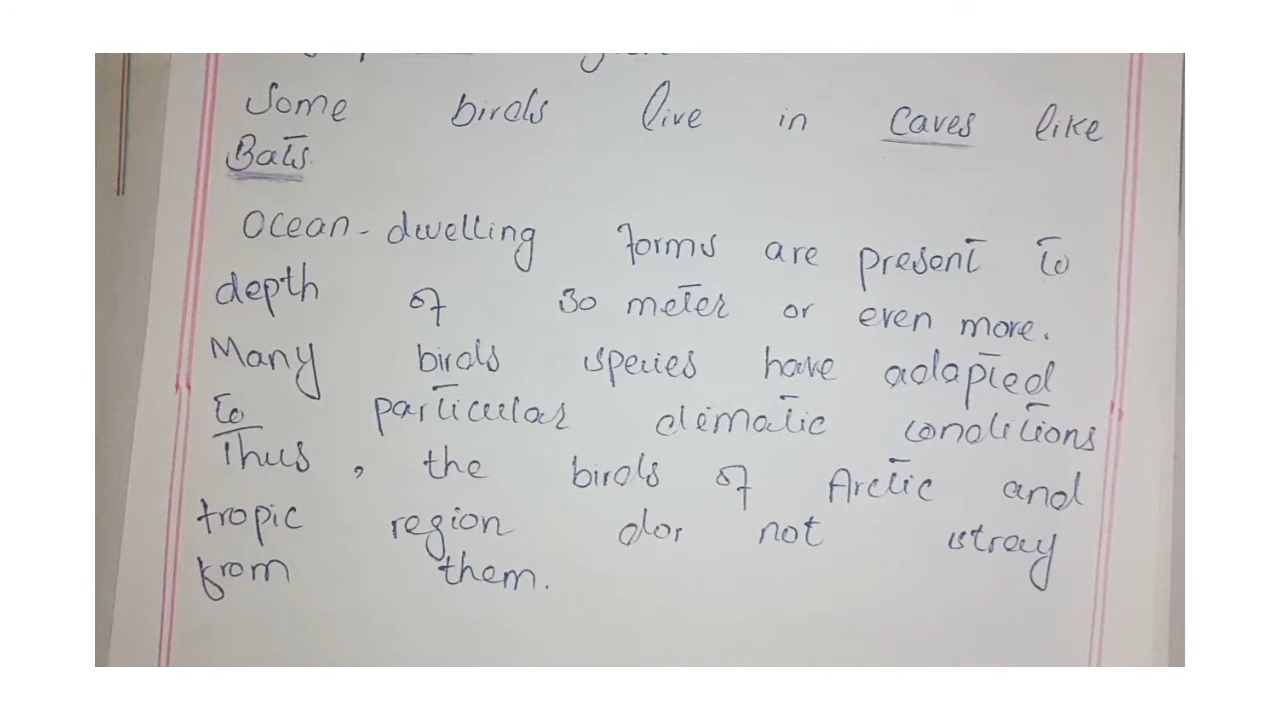 Some birds live in caves like
Bats.
Ocean-dwelling forms are present to
depth of 30 meter or even more.
Many birds species have adapted
to particular climatic conditions
Thus, the birds of Arctic and
tropic region dor not stray
from them.